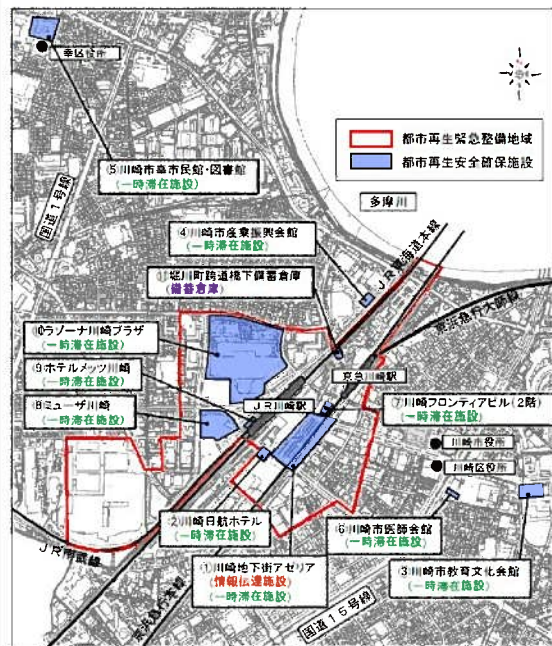 幸区役所
都市再生緊急整備地域
都市再生安全確保施設
⑤川崎市幸市民館・図書館
(一時滞在施設)
国道1号線
多摩川
④川崎市産業振興会館
(一時滞在施設)
JR東海道本線
⑪堀川町跨道橋下備蓄倉庫
(備蓄倉庫)
京浜急行大師線
⑩ラゾーナ川崎プラザ
(一時滞在施設)
⑨ホテルメッツ川崎
(一時滞在施設)
京急川崎駅
JR川崎駅
⑧ミューザ川崎
(一時滞在施設)
⑦川崎フロンティアビル(2階)
(一時滞在施設)
川崎市役所
川崎区役所
②川崎日航ホテル
(一時滞在施設)
⑥川崎市医師会館
(一時滞在施設)
JR南武線
①川崎地下街アゼリア
(情報伝達施設)
(一時滞在施設)
③川崎市教育文化会館
(一時滞在施設)
京浜急行本線
国道15号線